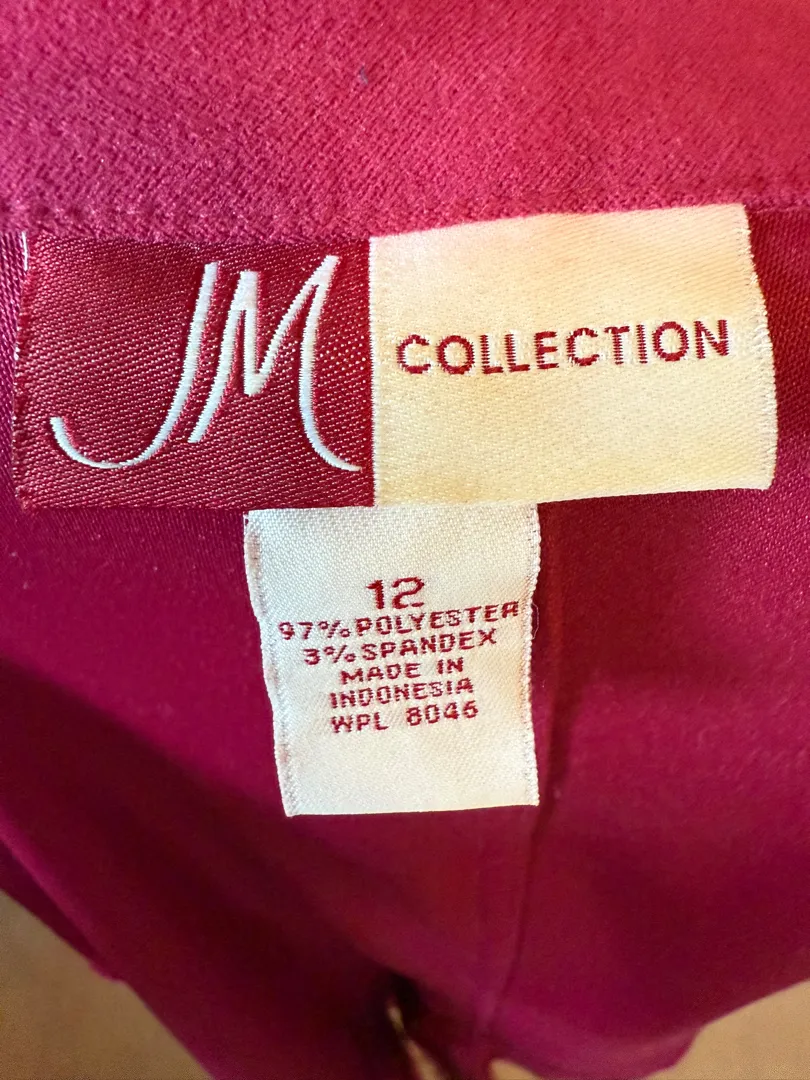 JM
COLLECTION
12
97% POLYESTER
3% SPANDEX
MADE IN
INDONESIA
WPL 8046